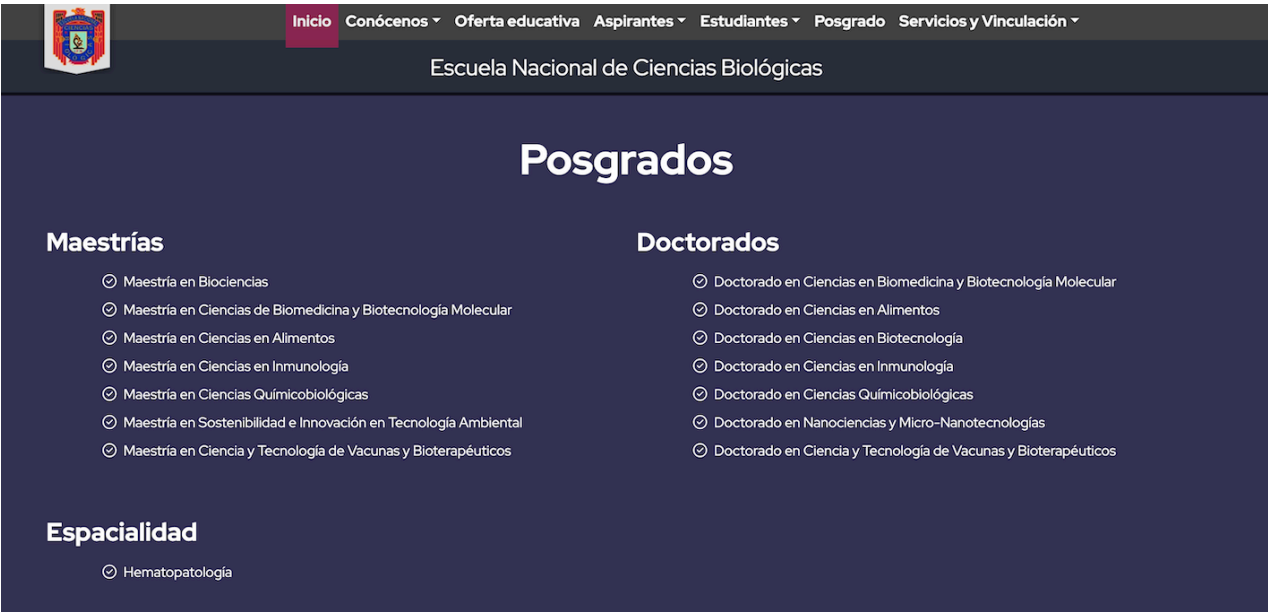 Inicio Conócenos Oferta educativa Aspirantes Estudiantes Posgrado Servicios y Vinculación
Escuela Nacional de Ciencias Biológicas
Posgrados
Maestrías
Maestría en Biociencias
Maestría en Ciencias de Biomedicina y Biotecnología Molecular
Maestría en Ciencias en Alimentos
Maestría en Ciencias en Inmunología
Maestría en Ciencias Químicobiológicas
Maestría en Sostenibilidad e Innovación en Tecnología Ambiental
Maestría en Ciencia y Tecnología de Vacunas y Bioterapéuticos
Doctorados
Doctorado en Ciencias en Biomedicina y Biotecnología Molecular
Doctorado en Ciencias en Alimentos
Doctorado en Ciencias en Biotecnología
Doctorado en Ciencias en Inmunología
Doctorado en Ciencias Químicobiológicas
Doctorado en Nanociencias y Micro-Nanotecnologías
Doctorado en Ciencia y Tecnología de Vacunas y Bioterapéuticos
Espacialidad
Hematopatología